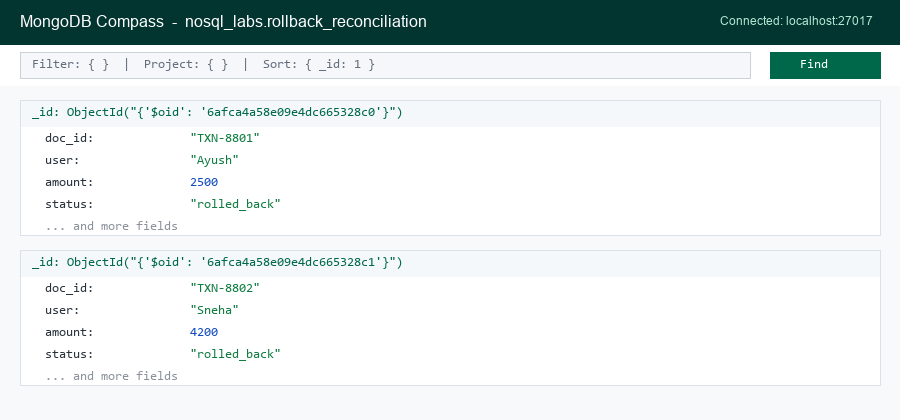 MongoDB Compass - nosql_labs.rollback_reconciliation
Connected: localhost:27017
Filter: { } | Project: { } | Sort: { _id: 1 }
Find
_id: ObjectId("{'$oid': '6afca4a58e09e4dc665328c0'}")
doc_id: "TXN-8801"
user: "Ayush"
amount: 2500
status: "rolled_back"
... and more fields
_id: ObjectId("{'$oid': '6afca4a58e09e4dc665328c1'}")
doc_id: "TXN-8802"
user: "Sneha"
amount: 4200
status: "rolled_back"
... and more fields